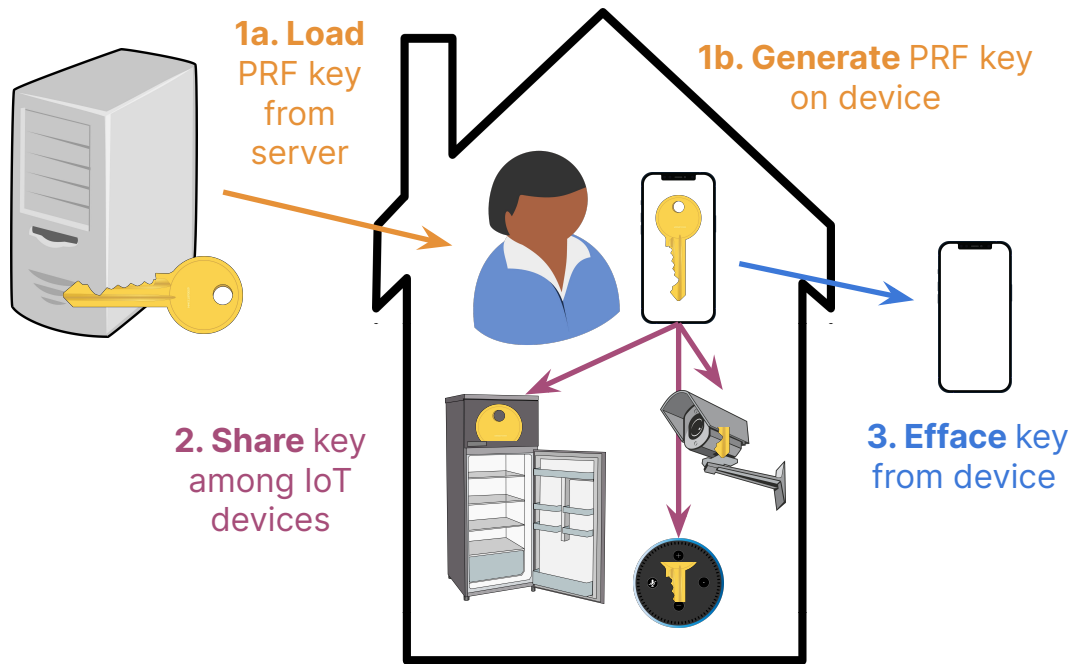 1a. Load
PRF key
from
server
1b. Generate PRF key
on device
2. Share key
among IoT
devices
3. Efface key
from device